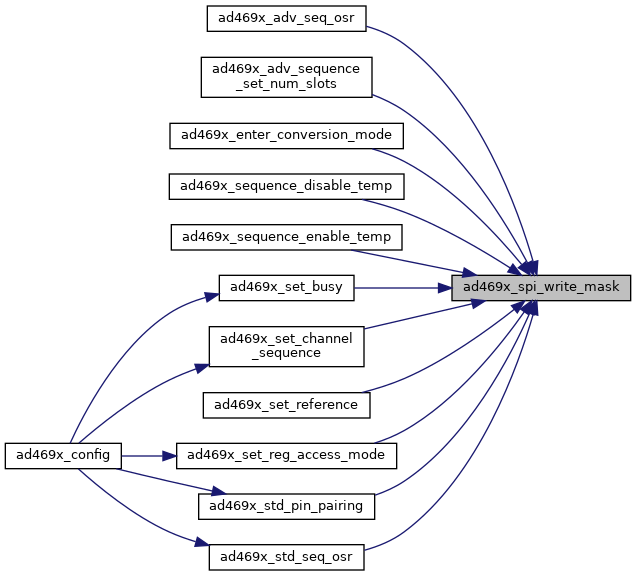 ad469x_adv_seq_osr
ad469x_adv_sequence
_set_num_slots
ad469x_enter_conversion_mode
ad469x_sequence_disable_temp
ad469x_sequence_enable_temp
ad469x_set_busy
ad469x_spi_write_mask
ad469x_set_channel
_sequence
ad469x_set_reference
ad469x_config
ad469x_set_reg_access_mode
ad469x_std_pin_pairing
ad469x_std_seq_osr